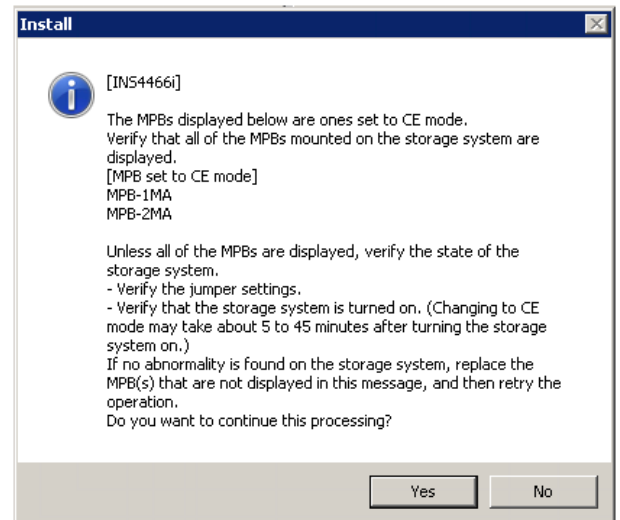 Install
[INS4466i]
The MPBs displayed below are ones set to CE mode.
Verify that all of the MPBs mounted on the storage system are
displayed.
[MPB set to CE mode]
MPB-1MA
MPB-2MA
Unless all of the MPBs are displayed, verify the state of the
storage system.
- Verify the jumper settings.
- Verify that the storage system is turned on. (Changing to CE
mode may take about 5 to 45 minutes after turning the storage
system on.)
If no abnormality is found on the storage system, replace the
MPB(s) that are not displayed in this message, and then retry the
operation.
Do you want to continue this processing?
Yes
No